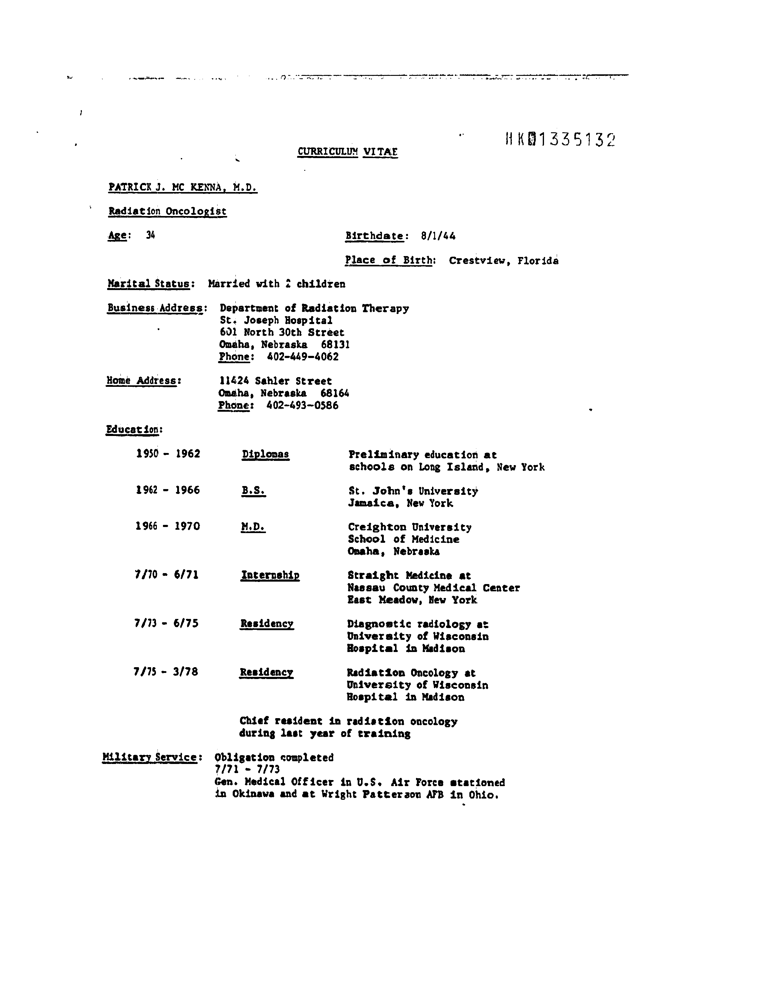 HK01335132
CURRICULUM VITAE
PATRICK J. MC KENNA, M.D.
Radiation Oncologist
Age: 34 Birthdate: 8/1/44
Place of Birth: Crestview, Florida
Marital Status: Married with 2 children
Business Address: Department of Radiation Therapy
St. Joseph Hospital
601 North 30th Street
Omaha, Nebraska 68131
Phone: 402-449-4062
Home Address: 11424 Sahler Street
Omaha, Nebraska 68164
Phone: 402-493-0586
Education:
1950 - 1962 Diplomas Preliminary education at
schools on Long Island, New York
1962 - 1966 B.S. St. John's University
Jamaica, New York
1966 - 1970 M.D. Creighton University
School of Medicine
Omaha, Nebraska
7/70 - 6/71 Internship Straight Medicine at
Nassau County Medical Center
East Meadow, New York
7/73 - 6/75 Residency Diagnostic radiology at
University of Wisconsin
Hospital in Madison
7/75 - 3/78 Residency Radiation Oncology at
University of Wisconsin
Hospital in Madison
Chief resident in radiation oncology
during last year of training
Military Service: Obligation completed
7/71 - 7/73
Gen. Medical Officer in U.S. Air Force stationed
in Okinawa and at Wright Patterson AFB in Ohio.